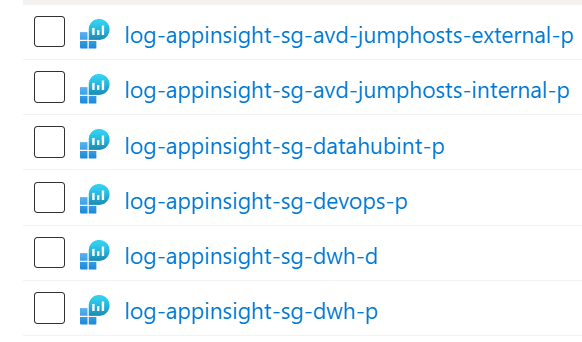 log-appinsight-sg-avd-jumphosts-external-p
log-appinsight-sg-avd-jumphosts-internal-p
log-appinsight-sg-datahubint-p
log-appinsight-sg-devops-p
log-appinsight-sg-dwh-d
log-appinsight-sg-dwh-p